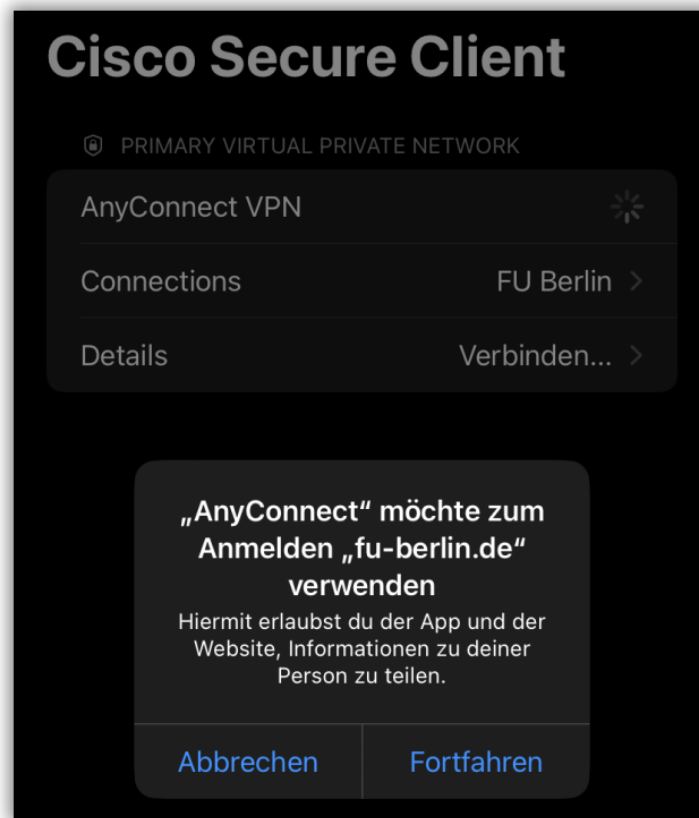 Cisco Secure Client
PRIMARY VIRTUAL PRIVATE NETWORK
AnyConnect VPN
Connections FU Berlin
Details Verbinden...
„AnyConnect“ möchte zum
Anmelden „fu-berlin.de“
verwenden
Hiermit erlaubst du der App und der
Website, Informationen zu deiner
Person zu teilen.
Abbrechen Fortfahren